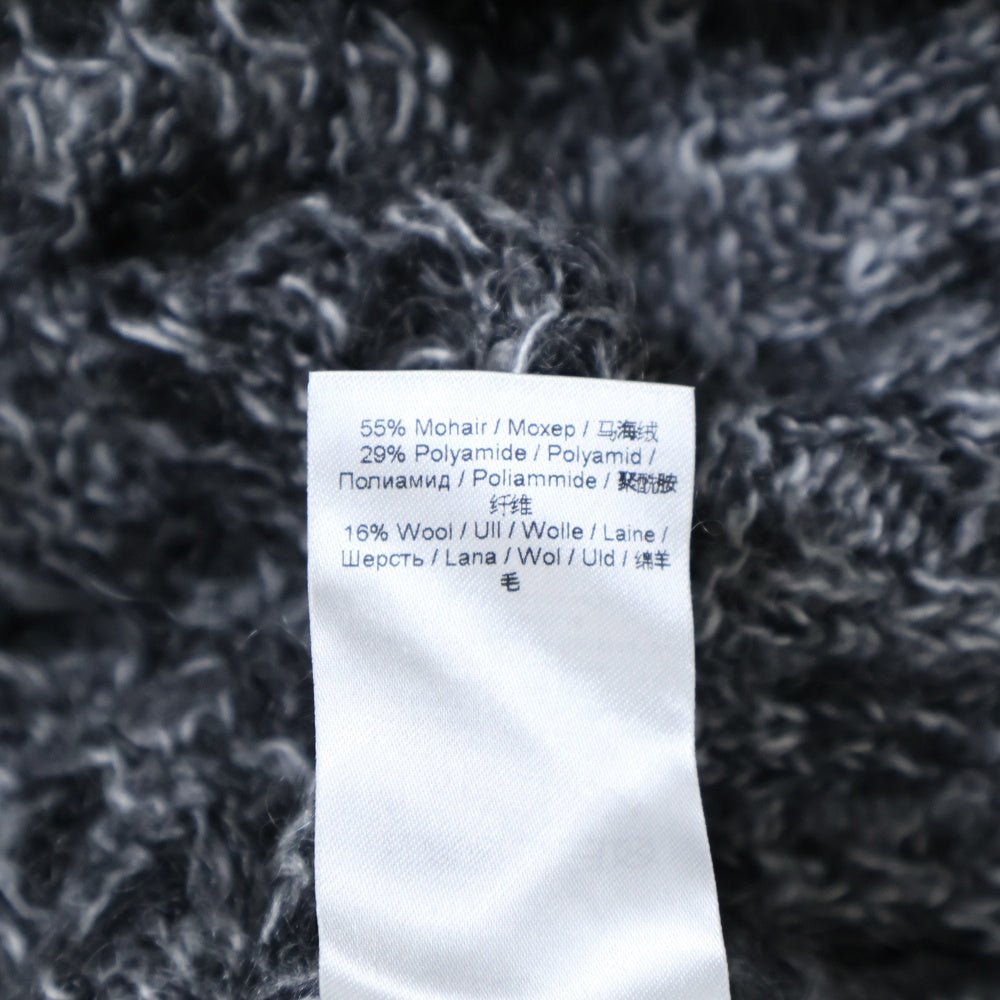 55% Mohair / Мохер / 马海绒
29% Polyamide / Polyamid /
Полиамид / Poliammide / 聚酰胺
纤维
16% Wool / Ull / Wolle / Laine /
Шерсть / Lana / Wol / Uld / 绵羊
毛